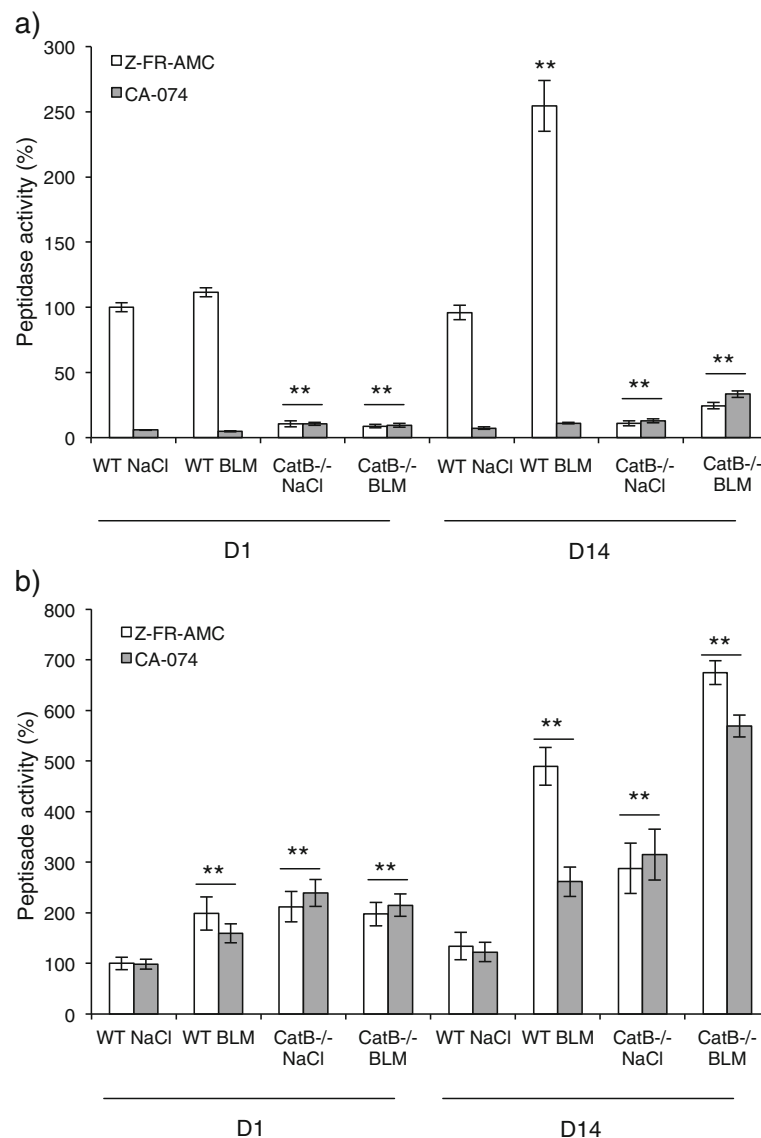 a)
Peptidase activity (%)
300
250
200
150
100
50
0
Z-FR-AMC
CA-074
**
**
**
**
**
WT NaCl WT BLM CatB-/- NaCl CatB-/- BLM WT NaCl WT BLM CatB-/- NaCl CatB-/- BLM
D1 D14
b)
Peptisade activity (%)
800
700
600
500
400
300
200
100
0
Z-FR-AMC
CA-074
**
**
**
**
**
**
WT NaCl WT BLM CatB-/- NaCl CatB-/- BLM WT NaCl WT BLM CatB-/- NaCl CatB-/- BLM
D1 D14